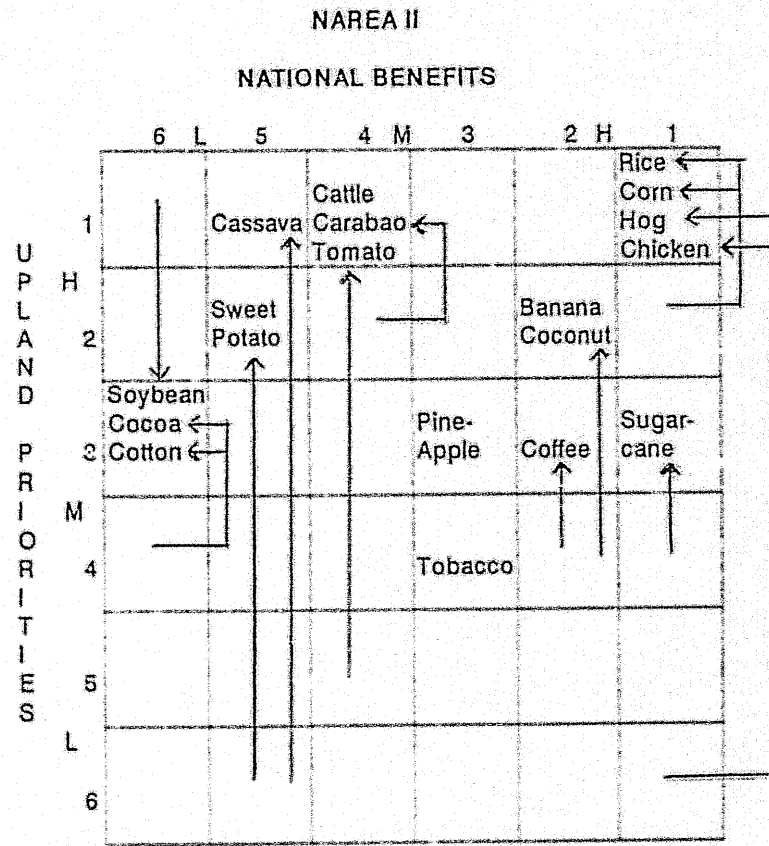 NAREA II
NATIONAL BENEFITS
6 L 5 4 M 3 2 H 1
UPLAND PRIORITIES
1
H
2
3
M
4
5
L
6
Cassava
Cattle
Carabao
Tomato
Rice
Corn
Hog
Chicken
Sweet
Potato
Banana
Coconut
Soybean
Cocoa
Cotton
Pine-
Apple
Coffee
Sugar-
cane
Tobacco